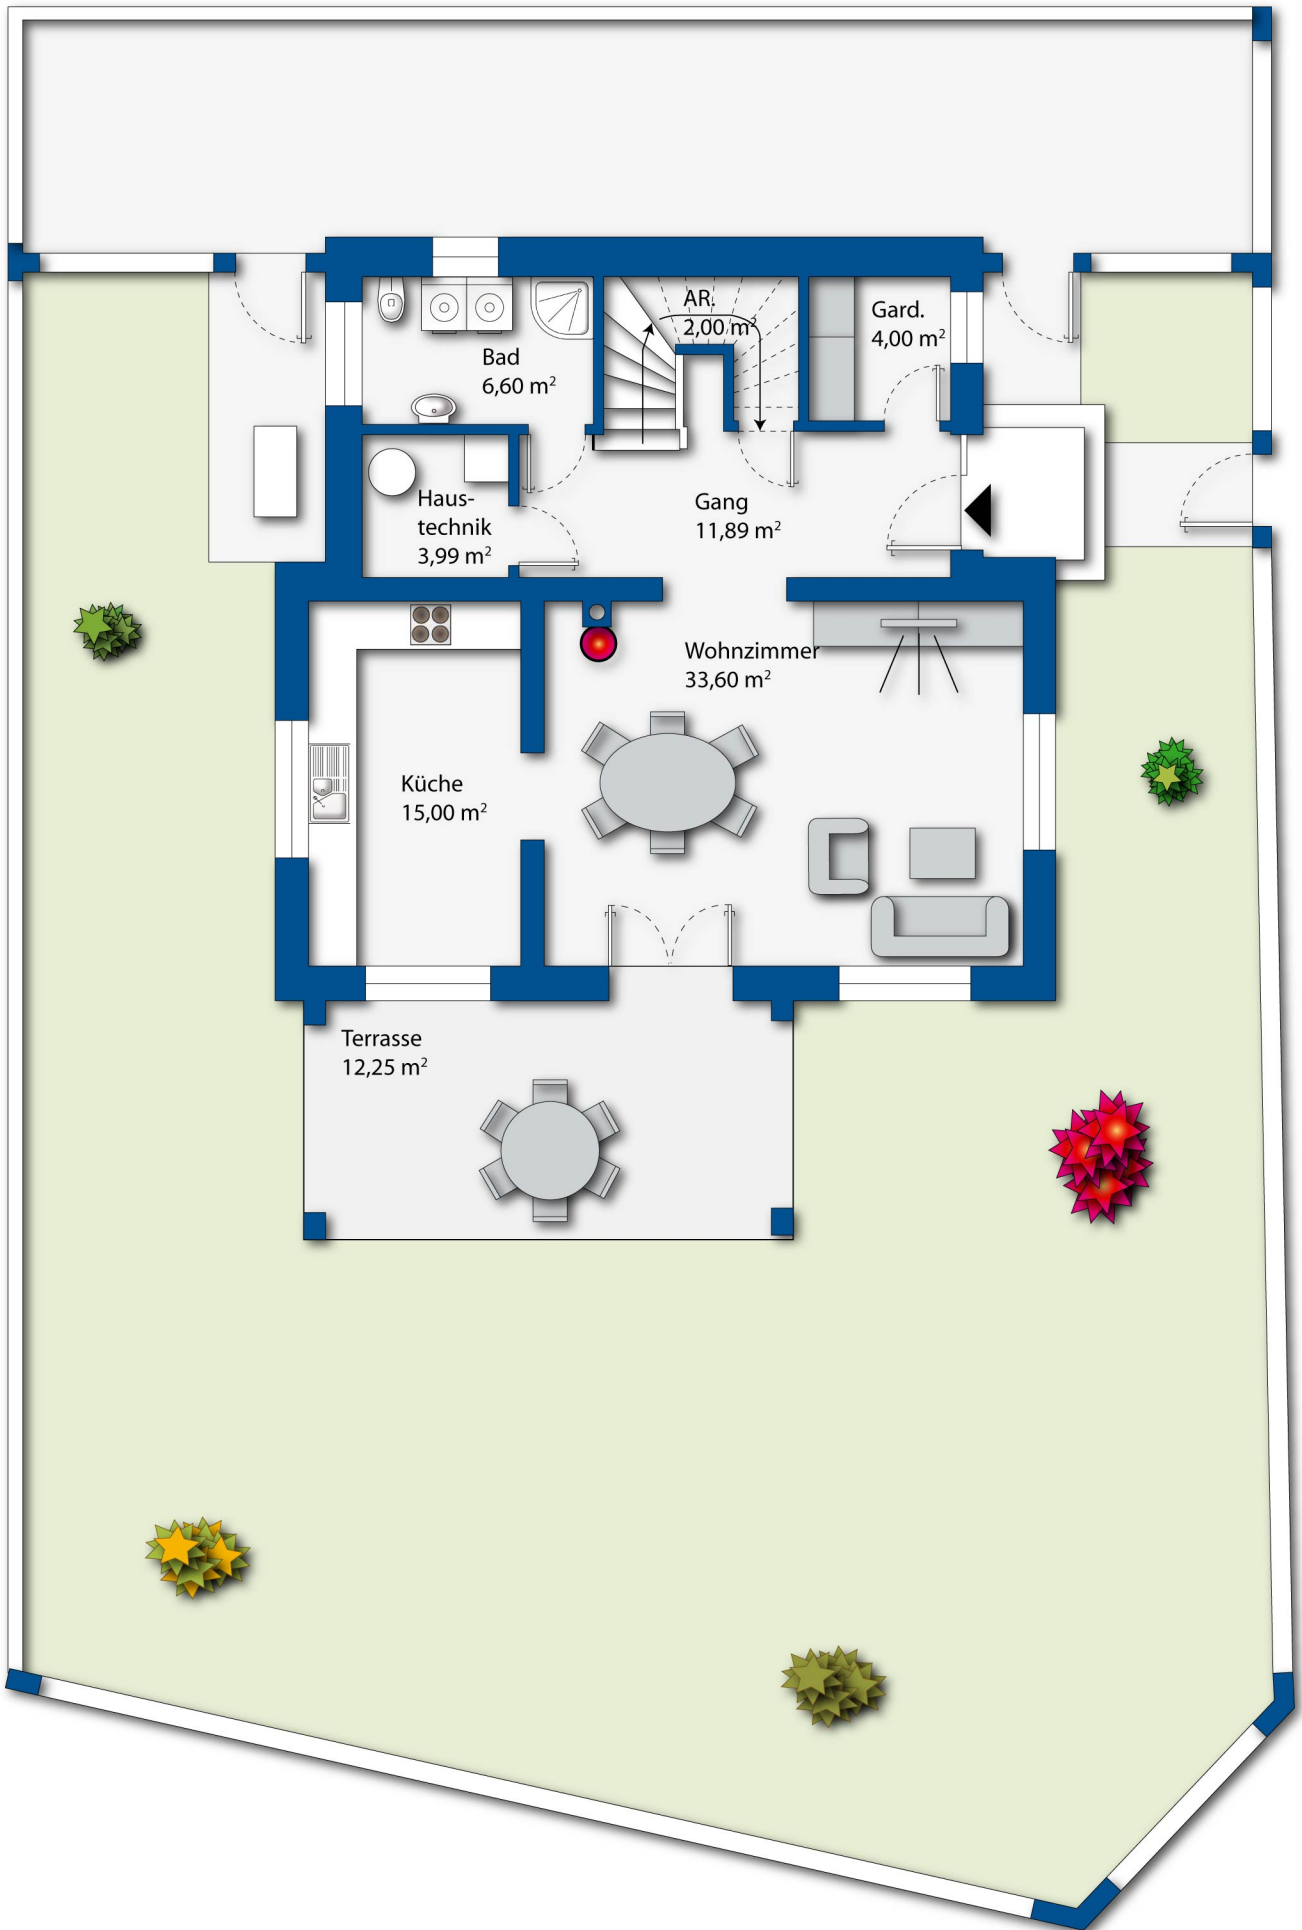 AR.
2,00 m²
Gard.
4,00 m²
Bad
6,60 m²
Haus-
technik
3,99 m²
Gang
11,89 m²
Wohnzimmer
33,60 m²
Küche
15,00 m²
Terrasse
12,25 m²